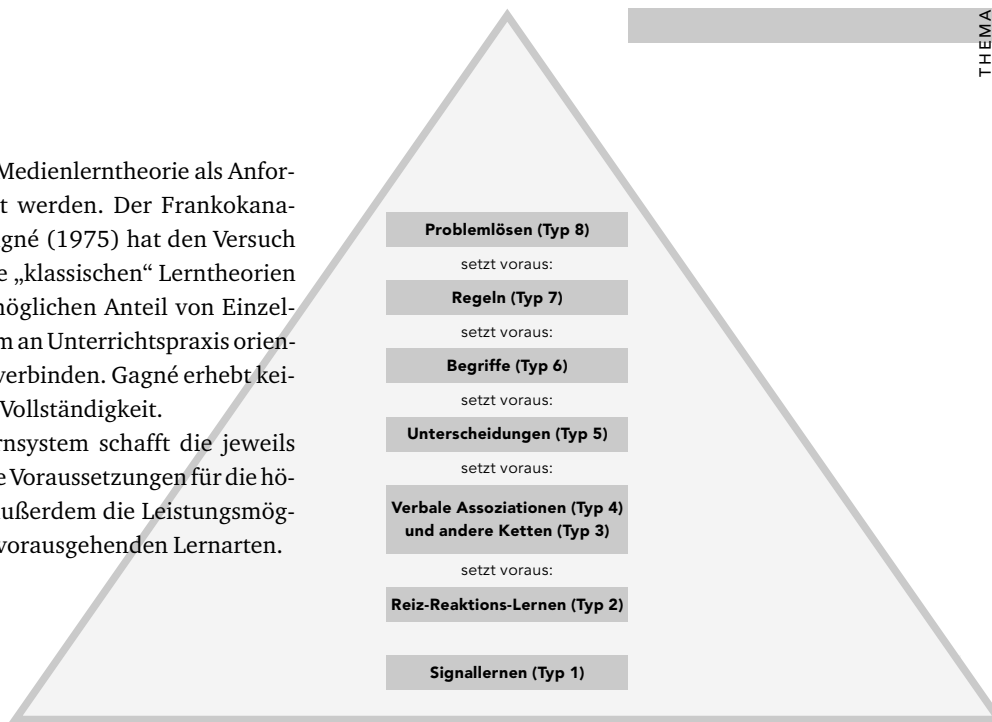 THEMA
Medienlerntheorie als Anfor-
t werden. Der Frankokana-
gné (1975) hat den Versuch
e „klassischen“ Lerntheorien
möglichen Anteil von Einzel-
m an Unterrichtspraxis orien-
verbinden. Gagné erhebt kei-
Vollständigkeit.
rnsystem schafft die jeweils
e Voraussetzungen für die hö-
ußerdem die Leistungsmög-
vorausgehenden Lernarten.
Problemlösen (Typ 8)
setzt voraus:
Regeln (Typ 7)
setzt voraus:
Begriffe (Typ 6)
setzt voraus:
Unterscheidungen (Typ 5)
setzt voraus:
Verbale Assoziationen (Typ 4)
und andere Ketten (Typ 3)
setzt voraus:
Reiz-Reaktions-Lernen (Typ 2)
Signallernen (Typ 1)